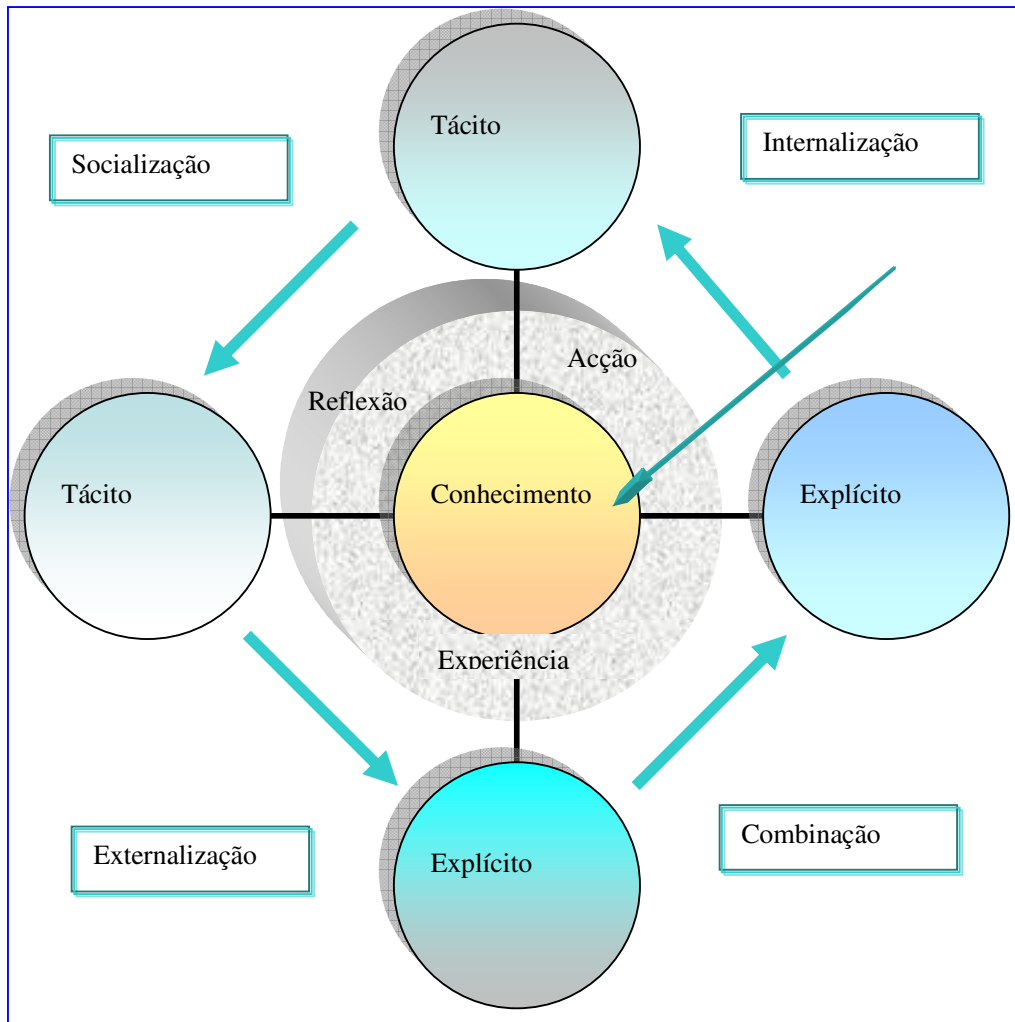 Tácito
Socialização
Internalização
Acção
Reflexão
Tácito
Conhecimento
Explícito
Experiência
Externalização
Explícito
Combinação